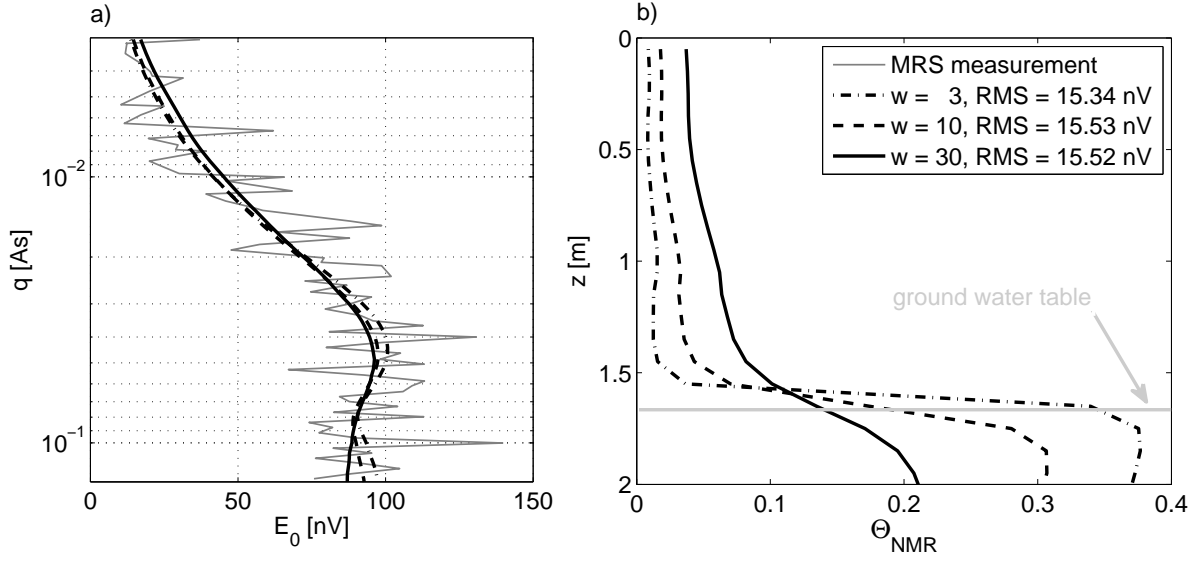 a)
q [As]
10⁻²
10⁻¹
0
50
100
150
E₀ [nV]
b)
z [m]
0
0.5
1
1.5
2
MRS measurement
w = 3, RMS = 15.34 nV
w = 10, RMS = 15.53 nV
w = 30, RMS = 15.52 nV
ground water table
0
0.1
0.2
0.3
0.4
Θ_NMR